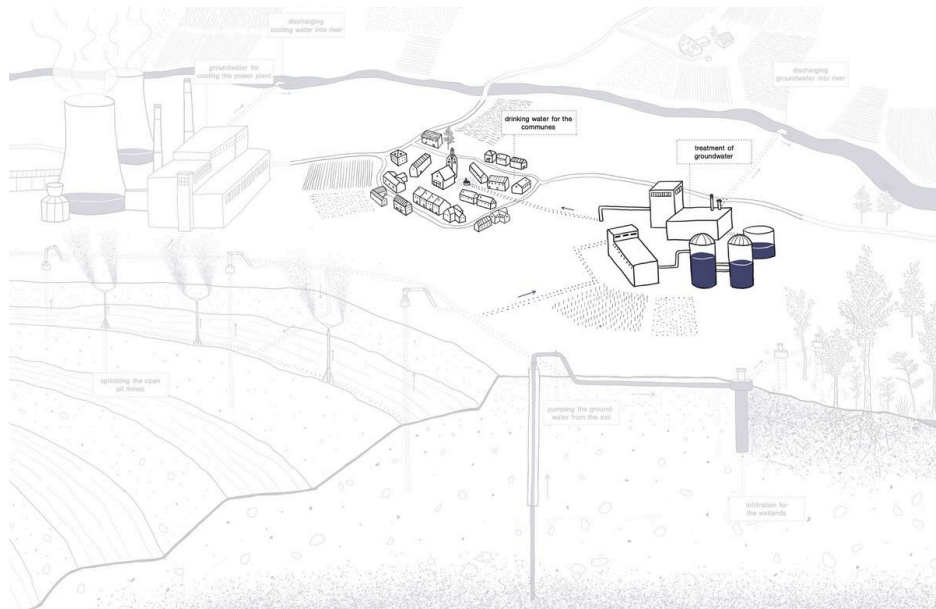 discharging
cooling water into river
groundwater for
cooling the power plant
discharging
groundwater into river
drinking water for the
communes
treatment of
groundwater
sprinkling the open
pit mines
pumping the ground-
water from the soil
infiltration for
the wetlands